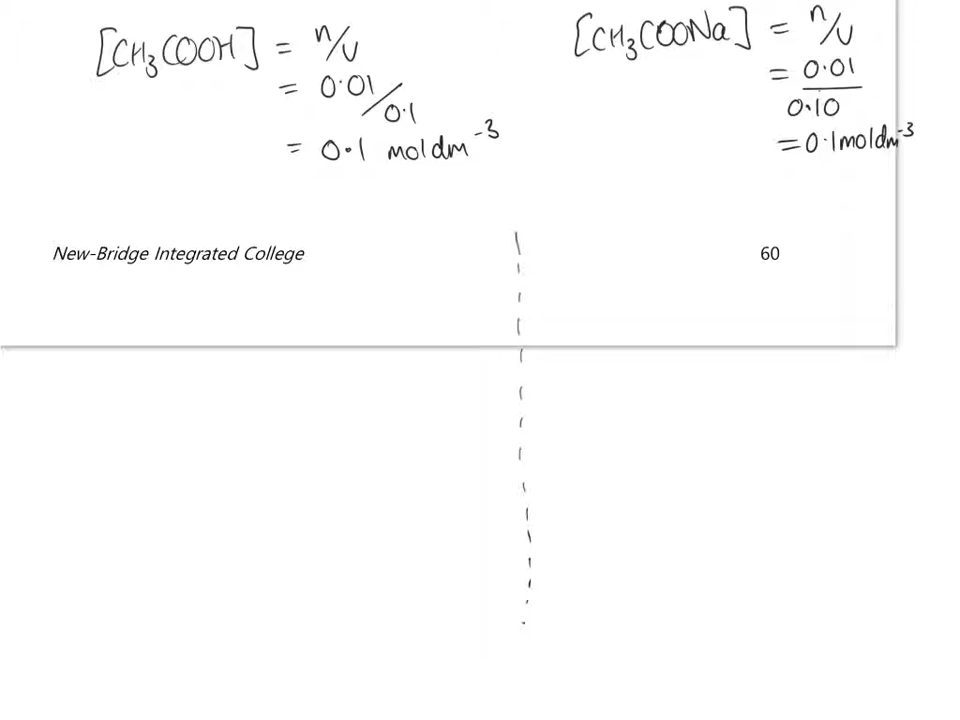 [CH₃COOH] = n/v
= 0.01/0.1
= 0.1 moldm⁻³
[CH₃COONa] = n/v
= 0.01
0.10
= 0.1moldm⁻³
New-Bridge Integrated College
60